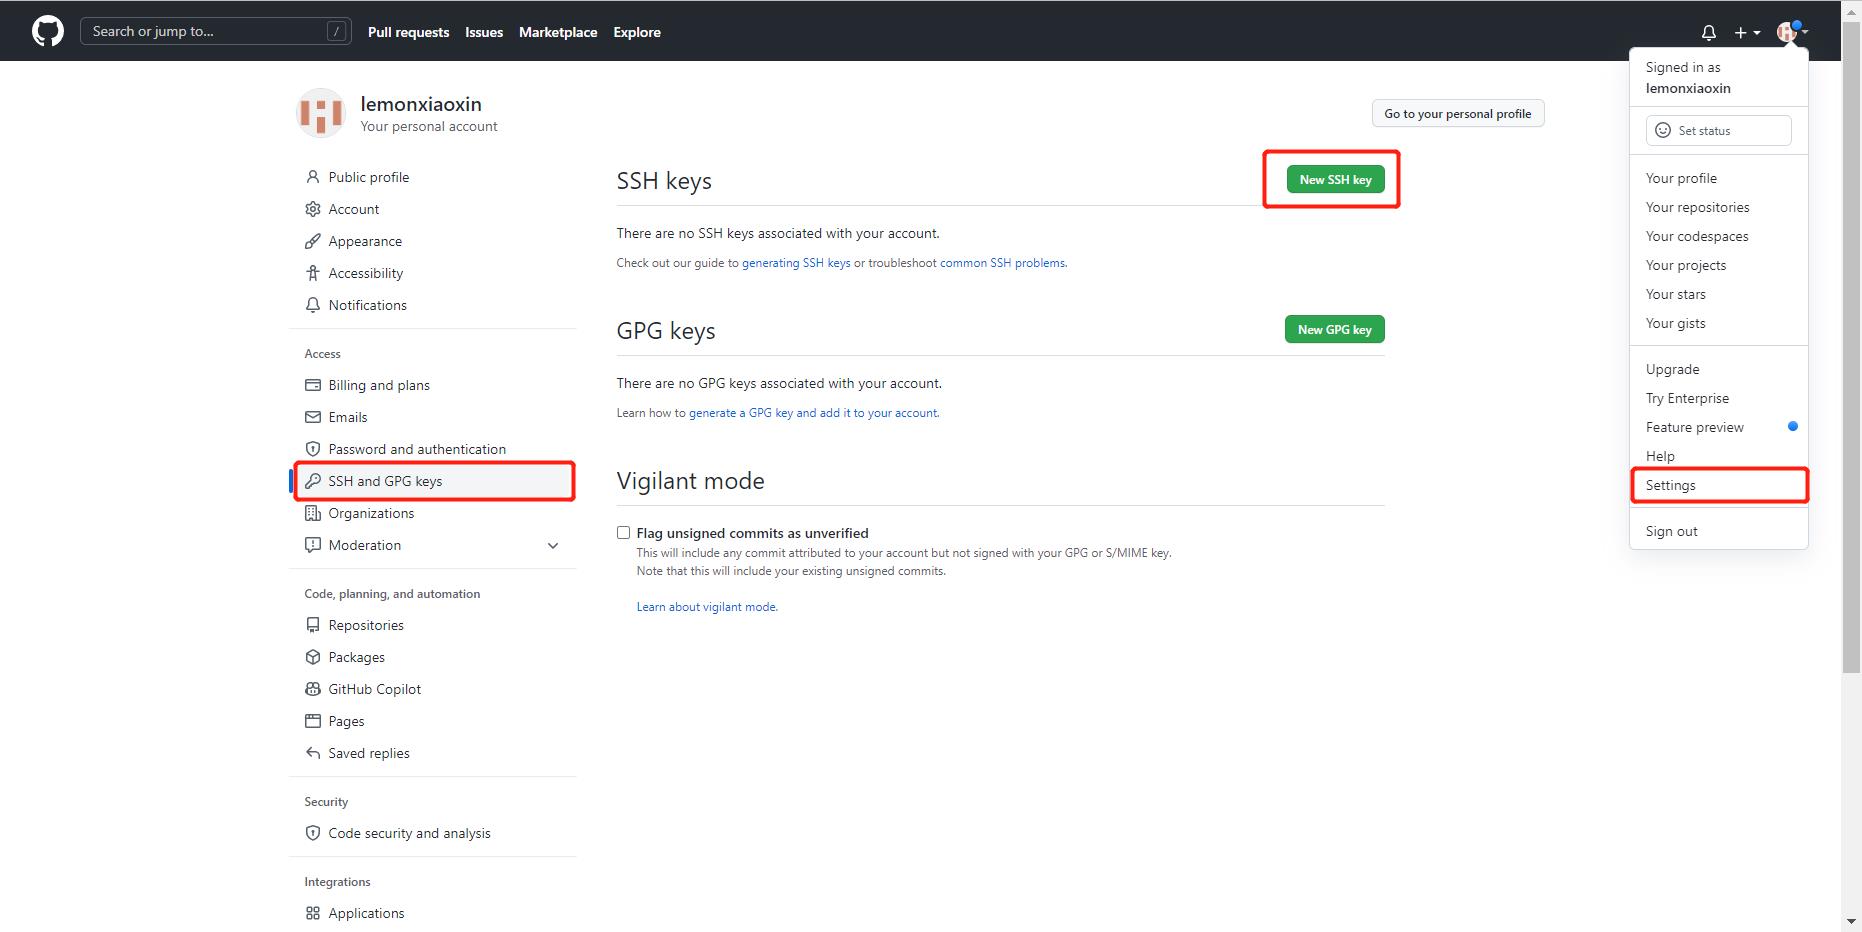 Search or jump to...
/
Pull requests
Issues
Marketplace
Explore
lemonxiaoxin
Your personal account
Go to your personal profile
Public profile
Account
Appearance
Accessibility
Notifications
Access
Billing and plans
Emails
Password and authentication
SSH and GPG keys
Organizations
Moderation
Code, planning, and automation
Repositories
Packages
GitHub Copilot
Pages
Saved replies
Security
Code security and analysis
Integrations
Applications
SSH keys
New SSH key
There are no SSH keys associated with your account.
Check out our guide to generating SSH keys or troubleshoot common SSH problems.
GPG keys
New GPG key
There are no GPG keys associated with your account.
Learn how to generate a GPG key and add it to your account.
Vigilant mode
Flag unsigned commits as unverified
This will include any commit attributed to your account but not signed with your GPG or S/MIME key.
Note that this will include your existing unsigned commits.
Learn about vigilant mode.
Signed in as
lemonxiaoxin
Set status
Your profile
Your repositories
Your codespaces
Your projects
Your stars
Your gists
Upgrade
Try Enterprise
Feature preview
Help
Settings
Sign out